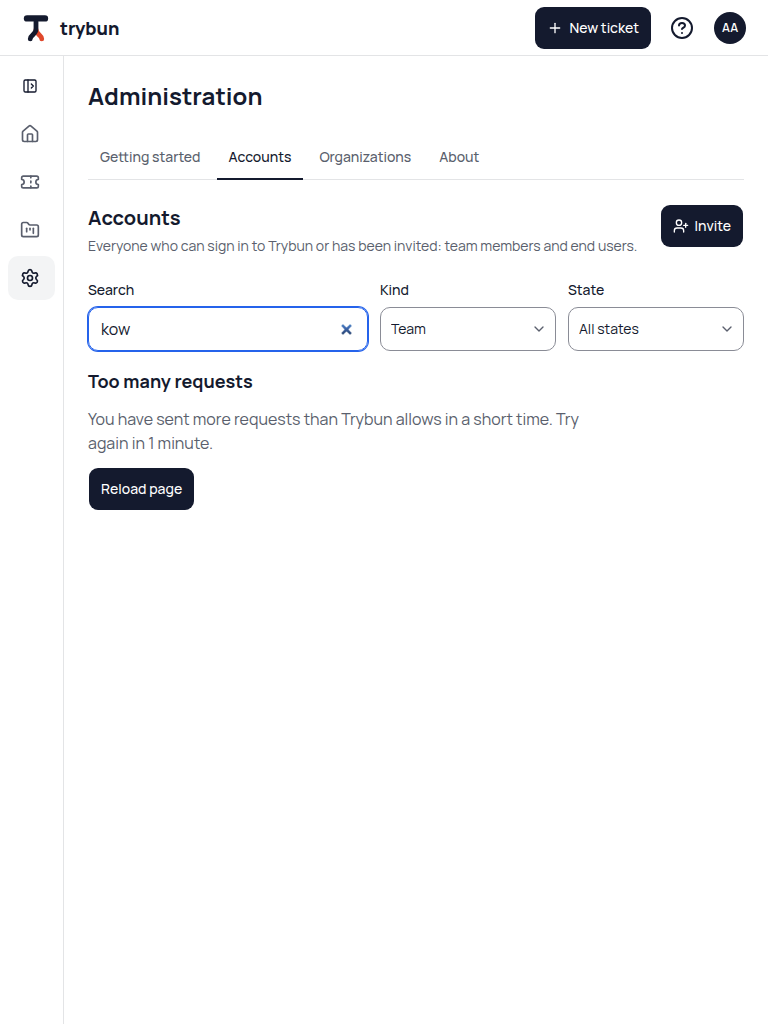 trybun
New ticket
AA
Administration
Getting started
Accounts
Organizations
About
Accounts
Invite
Everyone who can sign in to Trybun or has been invited: team members and end users.
Search
Kind
State
kow
Team
All states
Too many requests
You have sent more requests than Trybun allows in a short time. Try
again in 1 minute.
Reload page